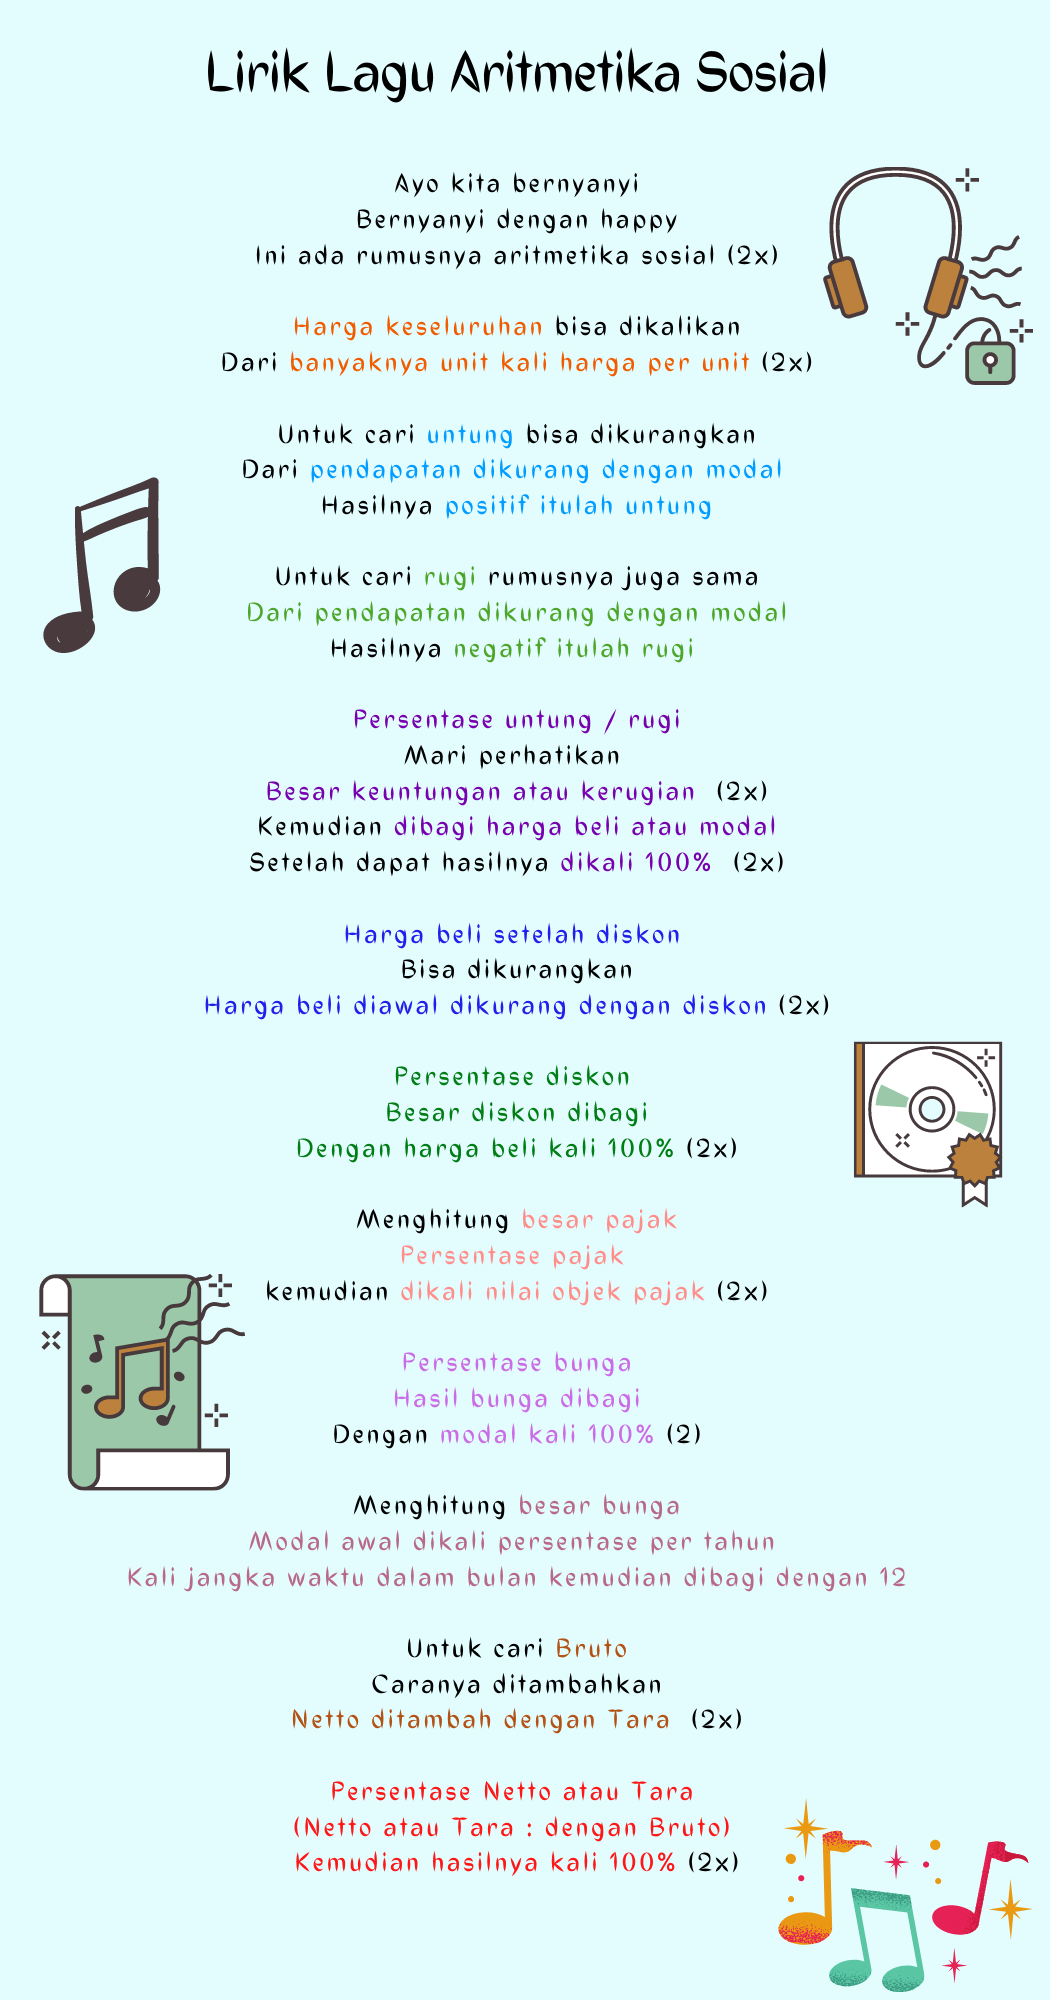 Lirik Lagu Aritmetika Sosial
Ayo kita bernyanyi
Bernyanyi dengan happy
Ini ada rumusnya aritmetika sosial (2x)
Harga keseluruhan bisa dikalikan
Dari banyaknya unit kali harga per unit (2x)
Untuk cari untung bisa dikurangkan
Dari pendapatan dikurang dengan modal
Hasilnya positif itulah untung
Untuk cari rugi rumusnya juga sama
Dari pendapatan dikurang dengan modal
Hasilnya negatif itulah rugi
Persentase untung / rugi
Mari perhatikan
Besar keuntungan atau kerugian (2x)
Kemudian dibagi harga beli atau modal
Setelah dapat hasilnya dikali 100% (2x)
Harga beli setelah diskon
Bisa dikurangkan
Harga beli diawal dikurang dengan diskon (2x)
Persentase diskon
Besar diskon dibagi
Dengan harga beli kali 100% (2x)
Menghitung besar pajak
Persentase pajak
kemudian dikali nilai objek pajak (2x)
Persentase bunga
Hasil bunga dibagi
Dengan modal kali 100% (2)
Menghitung besar bunga
Modal awal dikali persentase per tahun
Kali jangka waktu dalam bulan kemudian dibagi dengan 12
Untuk cari Bruto
Caranya ditambahkan
Netto ditambah dengan Tara (2x)
Persentase Netto atau Tara
(Netto atau Tara : dengan Bruto)
Kemudian hasilnya kali 100% (2x)